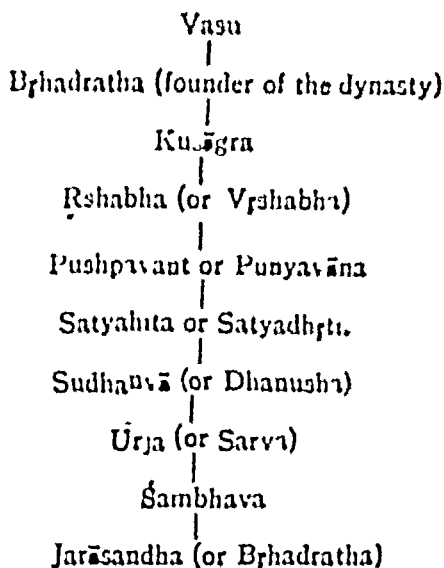 Vasu
Bṛhadratha (founder of the dynasty)
Kuśāgra
Ṛshabha (or Vṛshabha)
Pushpavant or Punyavāna
Satyahita or Satyadhṛti.
Sudhanvā (or Dhanusha)
Ūrja (or Sarva)
Śambhava
Jarāsandha (or Bṛhadratha)